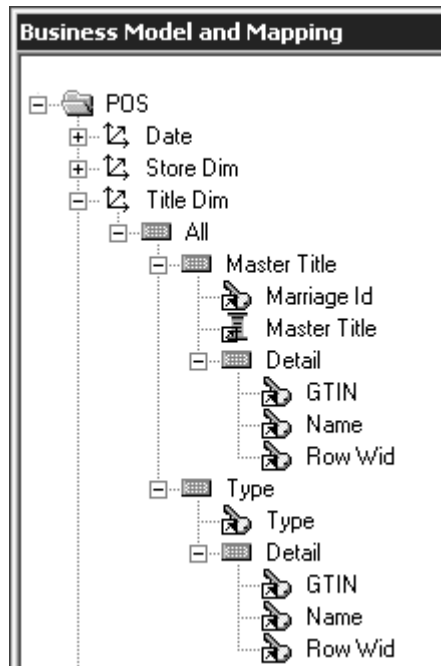 Business Model and Mapping
POS
Date
Store Dim
Title Dim
All
Master Title
Marriage Id
Master Title
Detail
GTIN
Name
Row Wid
Type
Type
Detail
GTIN
Name
Row Wid